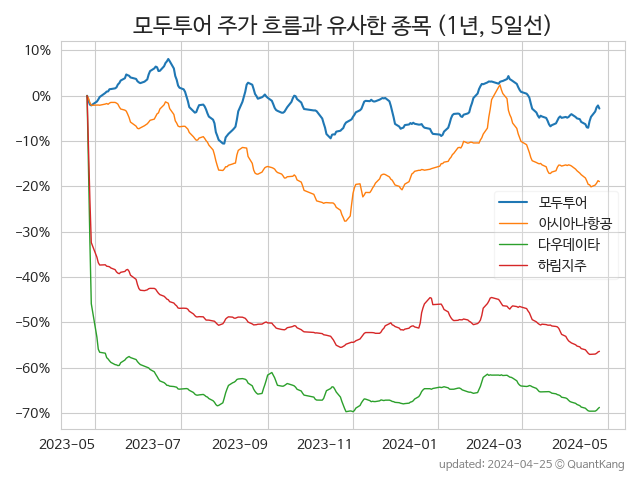 모두투어 주가 흐름과 유사한 종목 (1년, 5일선)
10%
0%
−10%
−20%
−30%
−40%
−50%
−60%
−70%
모두투어
아시아나항공
다우데이타
하림지주
2023-05 2023-07 2023-09 2023-11 2024-01 2024-03 2024-05
updated: 2024-04-25 © QuantKang